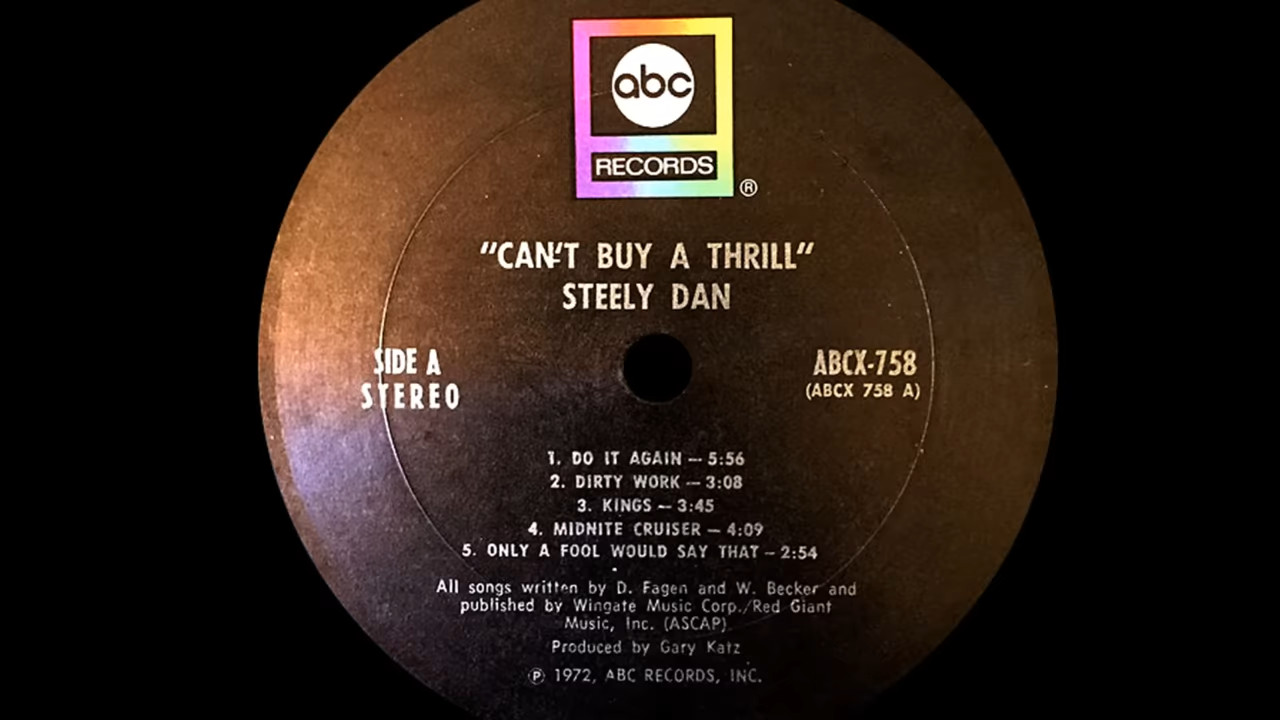 abc
RECORDS
®
"CAN'T BUY A THRILL"
STEELY DAN
SIDE A
STEREO
ABCX-758
(ABCX 758 A)
1. DO IT AGAIN — 5:56
2. DIRTY WORK — 3:08
3. KINGS — 3:45
4. MIDNITE CRUISER — 4:09
5. ONLY A FOOL WOULD SAY THAT — 2:54
All songs written by D. Fagen and W. Becker and
published by Wingate Music Corp./Red Giant
Music, Inc. (ASCAP)
Produced by Gary Katz
℗ 1972, ABC RECORDS, INC.